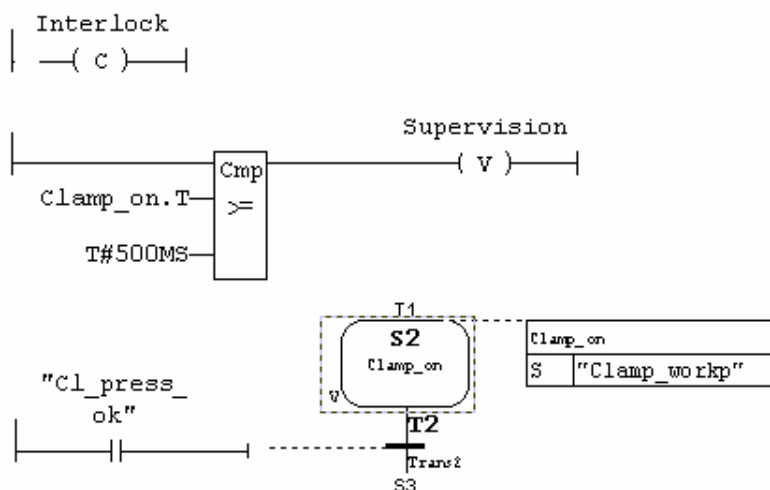 Interlock
C
Supervision
V
Cmp
Clamp_on.T
>=
T#500MS
T1
S2
Clamp_on
V
Clamp_on
S "Clamp_workp"
"Cl_press_
ok"
T2
Trans2
S3